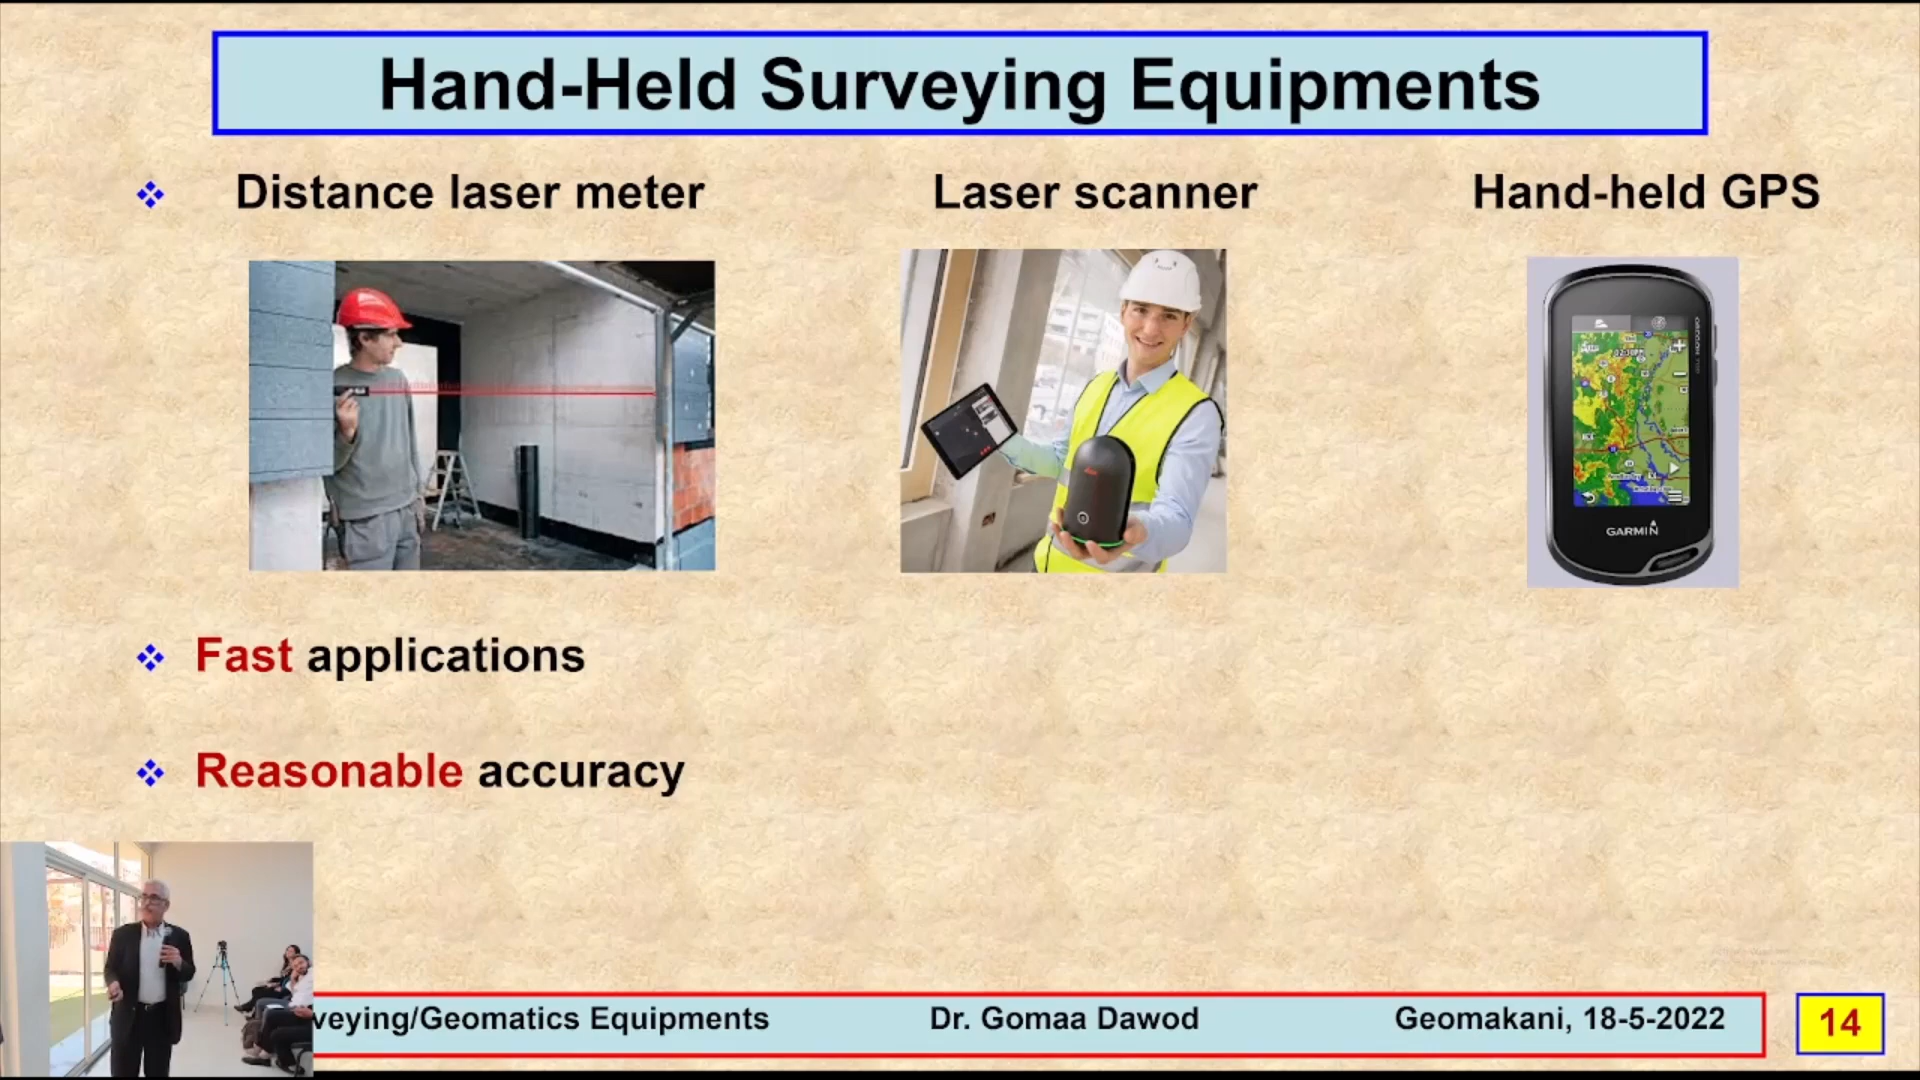 Hand-Held Surveying Equipments
Distance laser meter
Laser scanner
Hand-held GPS
GARMIN
Fast applications
Reasonable accuracy
veying/Geomatics Equipments
Dr. Gomaa Dawod
Geomakani, 18-5-2022
14